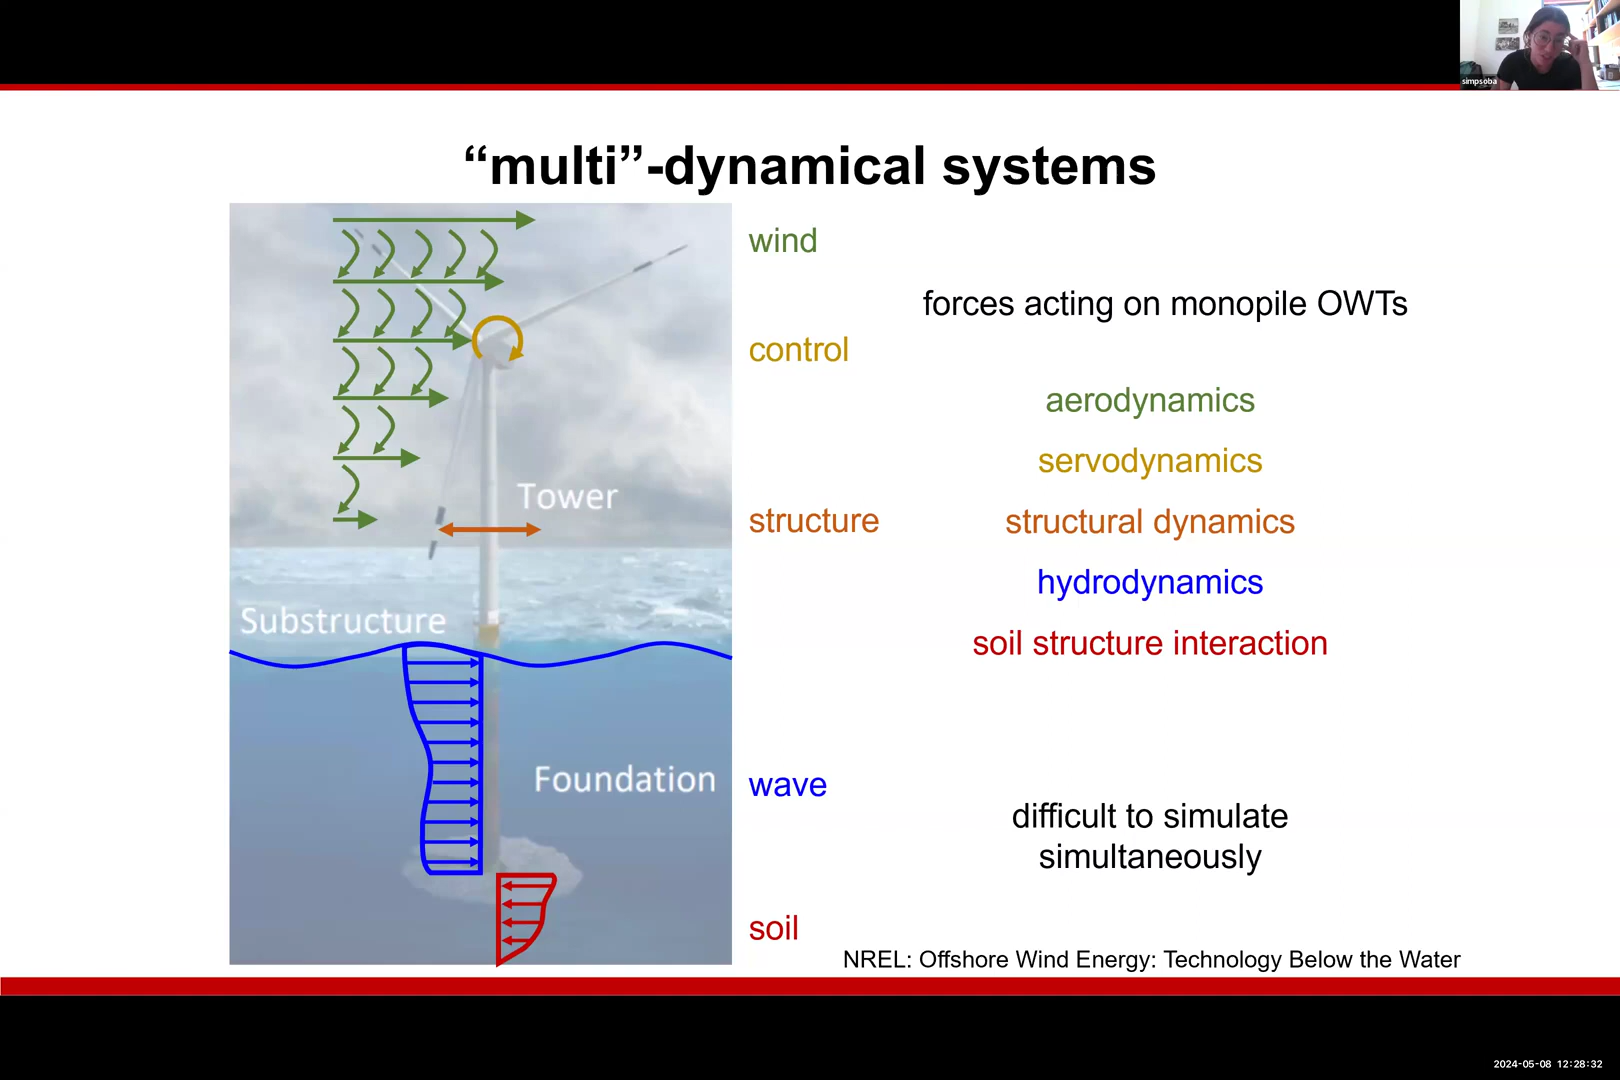 simpsoba
“multi”-dynamical systems
wind
forces acting on monopile OWTs
control
aerodynamics
servodynamics
Tower
structure
structural dynamics
hydrodynamics
Substructure
soil structure interaction
Foundation
wave
difficult to simulate
simultaneously
soil
NREL: Offshore Wind Energy: Technology Below the Water
2024-05-08 12:28:32